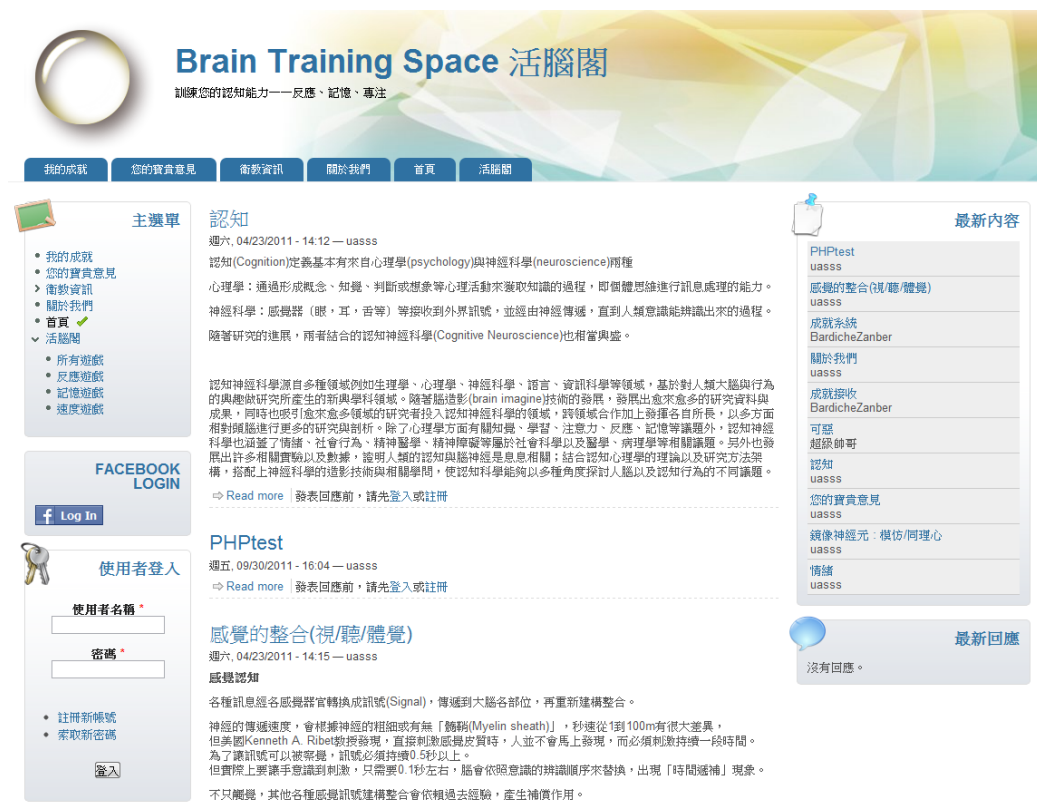 Brain Training Space 活腦閣
訓練您的認知能力——反應、記憶、專注
我的成就
您的寶貴意見
衛教資訊
關於我們
首頁
活腦閣
主選單
我的成就
您的寶貴意見
衛教資訊
關於我們
首頁
活腦閣
所有遊戲
反應遊戲
記憶遊戲
速度遊戲
FACEBOOK
LOGIN
f Log In
使用者登入
使用者名稱 *
密碼 *
註冊新帳號
索取新密碼
登入
認知
週六, 04/23/2011 - 14:12 — uasss
認知(Cognition)定義基本有來自心理學(psychology)與神經科學(neuroscience)兩種
心理學：通過形成概念、知覺、判斷或想象等心理活動來獲取知識的過程，即個體思維進行訊息處理的能力。
神經科學：感覺器（眼，耳，舌等）等接收到外界訊號，並經由神經傳遞，直到人類意識能辨識出來的過程。
隨著研究的進展，兩者結合的認知神經科學(Cognitive Neuroscience)也相當興盛。
認知神經科學源自多種領域例如生理學、心理學、神經科學、語言、資訊科學等領域，基於對人類大腦與行為
的興趣做研究所產生的新興學科領域。隨著腦造影(brain imagine)技術的發展，發展出愈來愈多的研究資料與
成果，同時也吸引愈來愈多領域的研究者投入認知神經科學的領域，跨領域合作加上發揮各自所長，以多方面
相對頭腦進行更多的研究與剖析。除了心理學方面有關知覺、學習、注意力、反應、記憶等議題外，認知神經
科學也涵蓋了情緒、社會行為、精神醫學、精神障礙等屬於社會科學以及醫學、病理學等相關議題。另外也發
展出許多相關實驗以及數據，證明人類的認知與腦神經是息息相關；結合認知心理學的理論以及研究方法架
構，搭配上神經科學的造影技術與相關學問，使認知科學能夠以多種角度探討人腦以及認知行為的不同議題。
Read more 發表回應前，請先登入或註冊
PHPtest
週五, 09/30/2011 - 16:04 — uasss
Read more 發表回應前，請先登入或註冊
感覺的整合(視/聽/體覺)
週六, 04/23/2011 - 14:15 — uasss
感覺認知
各種訊息經各感覺器官轉換成訊號(Signal)，傳遞到大腦各部位，再重新建構整合。
神經的傳遞速度，會根據神經的粗細或有無「髓鞘(Myelin sheath)」，秒速從1到100m有很大差異，
但美國Kenneth A. Ribet教授發現，直接刺激感覺皮質時，人並不會馬上發現，而必須刺激持續一段時間。
為了讓訊號可以被察覺，訊號必須持續0.5秒以上。
但實際上要讓手意識到刺激，只需要0.1秒左右，腦會依照意識的辨識順序來替換，出現「時間遞補」現象。
不只觸覺，其他各種感覺訊號建構整合會依賴過去經驗，產生補償作用。
最新內容
PHPtest
uasss
感覺的整合(視/聽/體覺)
uasss
成就系統
BardicheZanber
關於我們
uasss
成就接收
BardicheZanber
可惡
超級帥哥
認知
uasss
您的寶貴意見
uasss
鏡像神經元：模仿/同理心
uasss
情緒
uasss
最新回應
沒有回應。